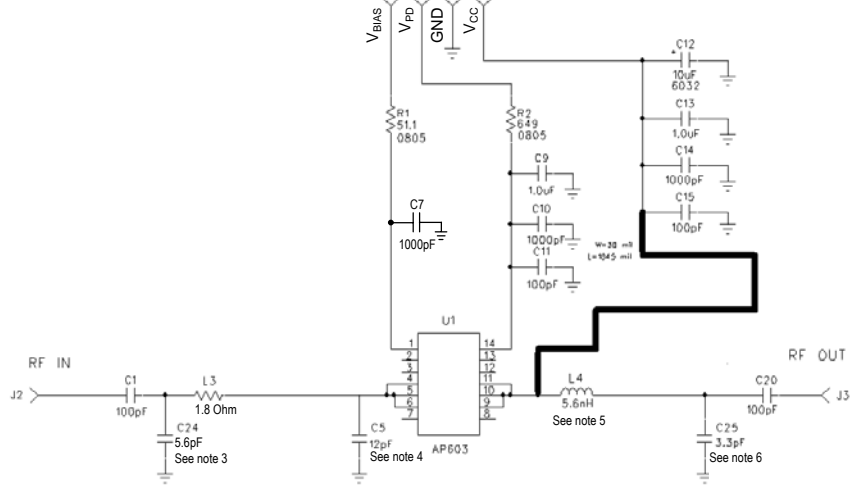 VBIAS
VPD
GND
VCC
C12
+
10uF
6032
C13
1.0uF
C14
1000pF
C15
100pF
R1
51.1
0805
R2
649
0805
C9
1.0uF
C7
1000pF
C10
1000pF
C11
100pF
W=30 mil
L=1045 mil
U1
1
2
3
4
5
6
7
14
13
12
11
10
9
8
AP603
RF IN
J2
C1
100pF
L3
1.8 Ohm
C24
5.6pF
See note 3
C5
12pF
See note 4
L4
5.6nH
See note 5
C25
3.3pF
See note 6
C20
100pF
RF OUT
J3